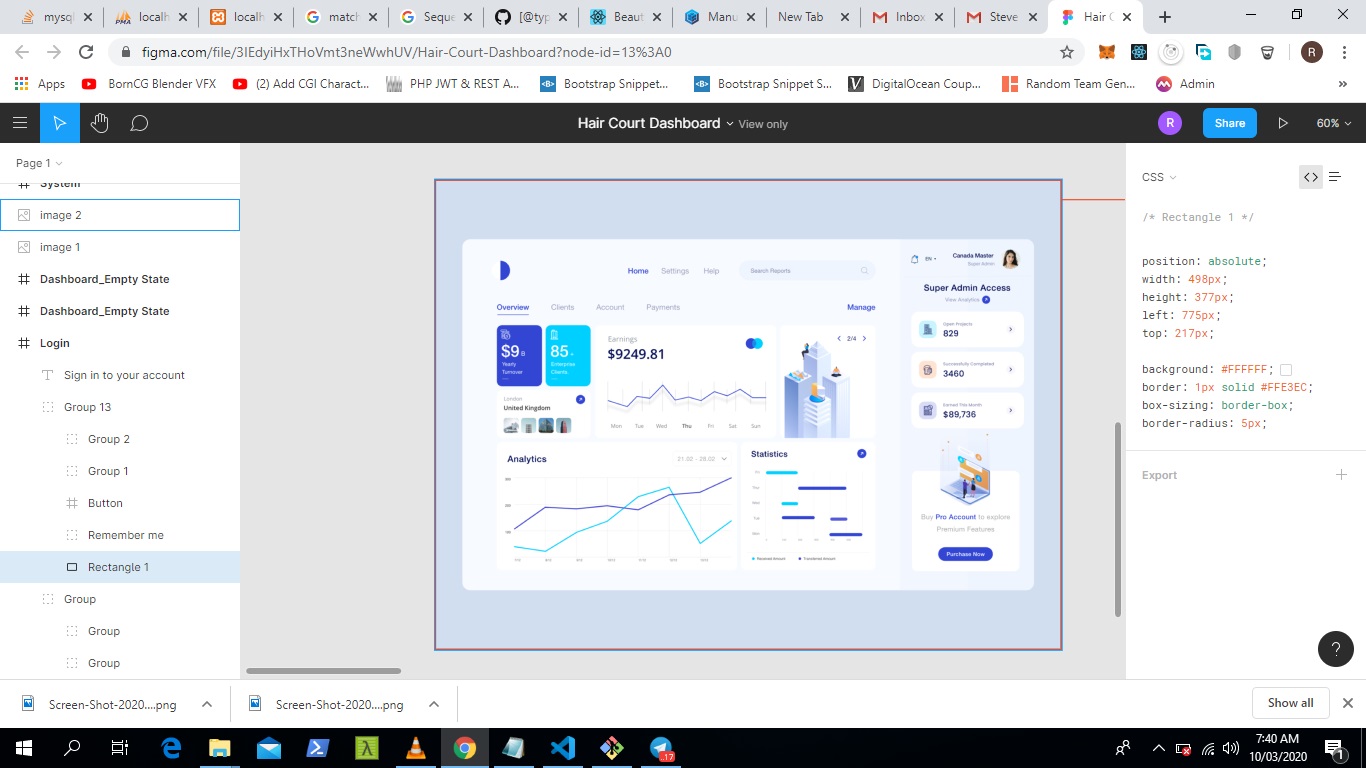 mysql
localh
localh
match
Seque
[@typ
Beaut
Manu
New Tab
Inbox
Steve
Hair C
figma.com/file/3IEdyiHxTHoVmt3neWwhUV/Hair-Court-Dashboard?node-id=13%3A0
R
Apps
BornCG Blender VFX
(2) Add CGI Charact...
PHP JWT & REST A...
Bootstrap Snippet...
Bootstrap Snippet S...
DigitalOcean Coup...
Random Team Gen...
Admin
»
Hair Court Dashboard
View only
R
Share
60%
Page 1
System
image 2
image 1
Dashboard_Empty State
Dashboard_Empty State
Login
Sign in to your account
Group 13
Group 2
Group 1
Button
Remember me
Rectangle 1
Group
Group
Group
Home Settings Help
Search Reports
EN
Canada Master
Super Admin
Overview Clients Account Payments
Manage
$9 B
Yearly
Turnover
85
Enterprise
Clients.
Earnings
$9249.81
Mon Tue Wed Thu Fri Sat Sun
London
United Kingdom
2/4
Super Admin Access
View Analytics
Open Projects
829
Successfully Completed
3460
Earned This Month
$89,736
Analytics
21.02 - 28.02
Statistics
Received Amount
Transferred Amount
Buy Pro Account to explore
Premium Features
Purchase Now
CSS
/* Rectangle 1 */
position: absolute;
width: 498px;
height: 377px;
left: 775px;
top: 217px;
background: #FFFFFF;
border: 1px solid #FFE3EC;
box-sizing: border-box;
border-radius: 5px;
Export
?
Screen-Shot-2020....png
Screen-Shot-2020....png
Show all
7:40 AM
10/03/2020